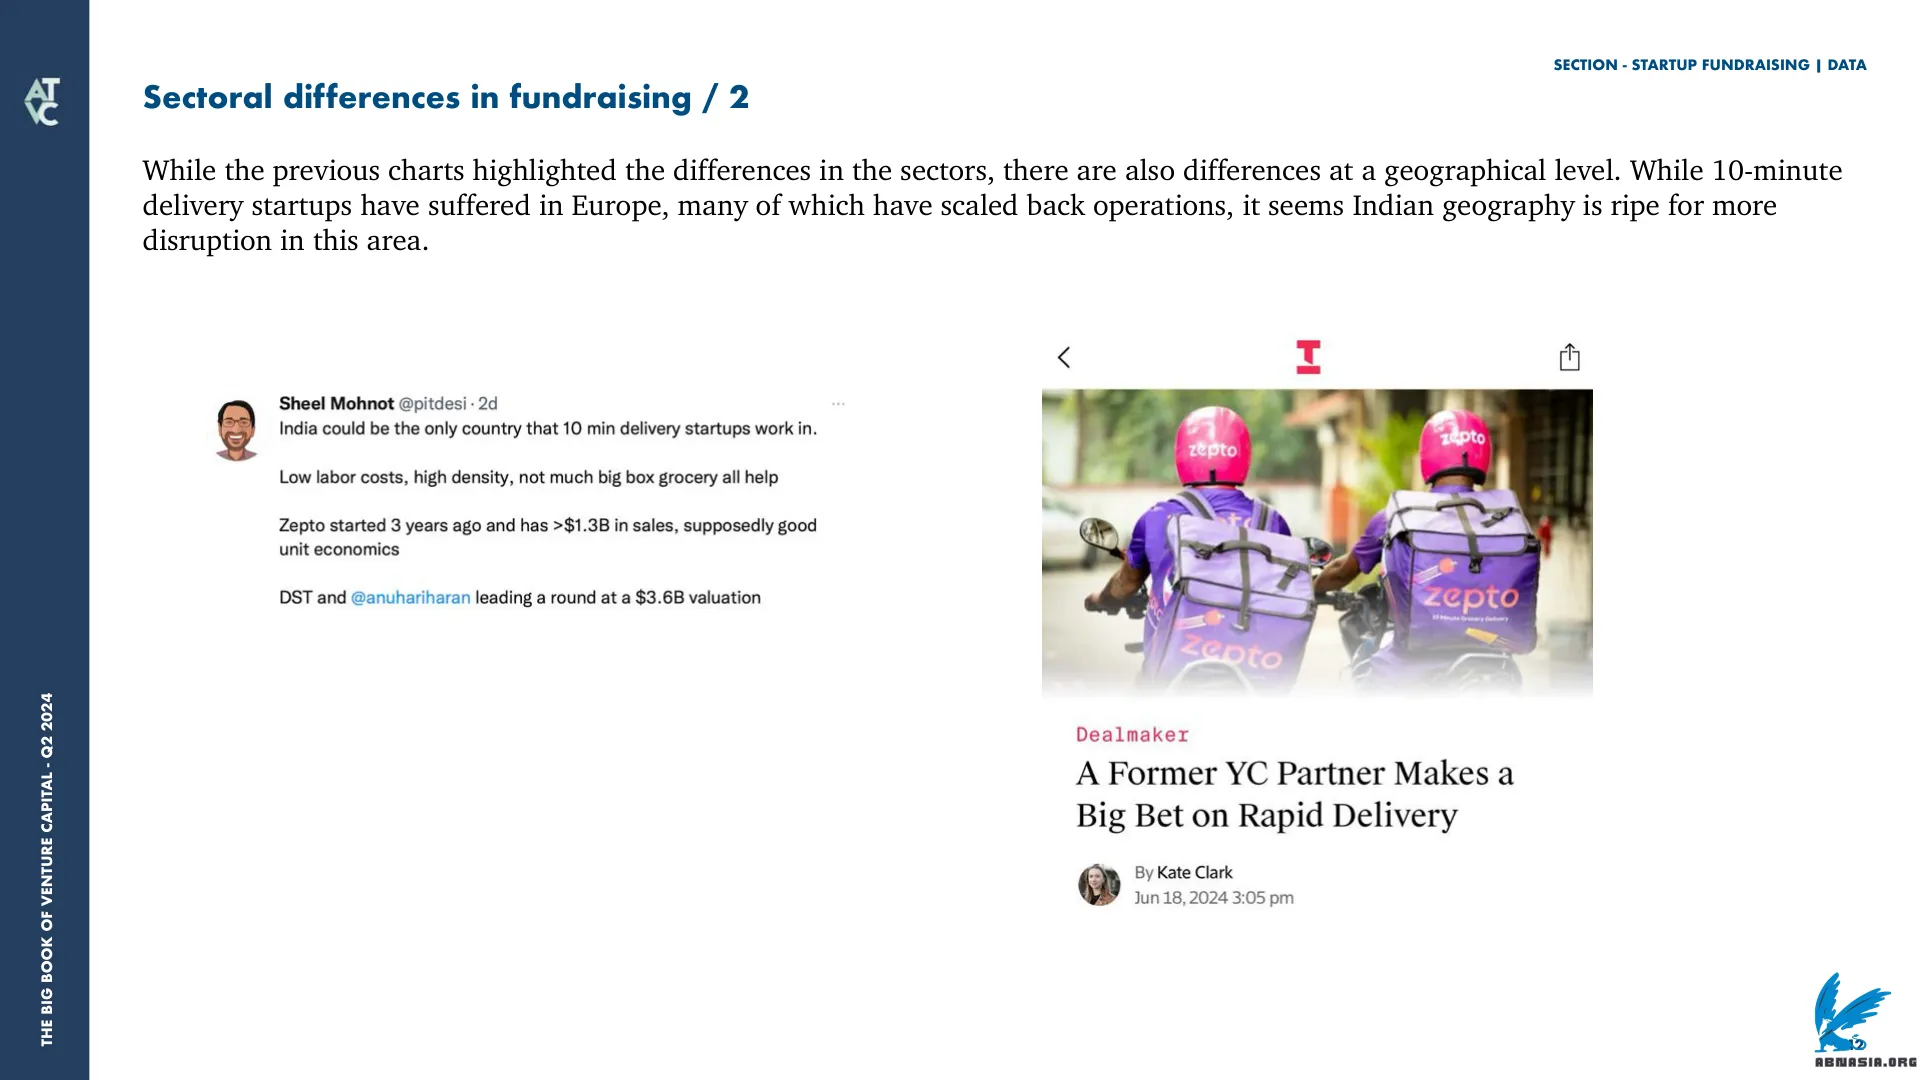 SECTION - STARTUP FUNDRAISING | DATA
AT
VC
Sectoral differences in fundraising / 2
While the previous charts highlighted the differences in the sectors, there are also differences at a geographical level. While 10-minute
delivery startups have suffered in Europe, many of which have scaled back operations, it seems Indian geography is ripe for more
disruption in this area.
Sheel Mohnot @pitdesi · 2d
India could be the only country that 10 min delivery startups work in.
Low labor costs, high density, not much big box grocery all help
Zepto started 3 years ago and has >$1.3B in sales, supposedly good
unit economics
DST and @anuhariharan leading a round at a $3.6B valuation
zepto
zepto
zepto
10 Minute Grocery Delivery
zepto
Dealmaker
A Former YC Partner Makes a
Big Bet on Rapid Delivery
By Kate Clark
Jun 18, 2024 3:05 pm
THE BIG BOOK OF VENTURE CAPITAL - Q2 2024
12
ABNASIA.ORG